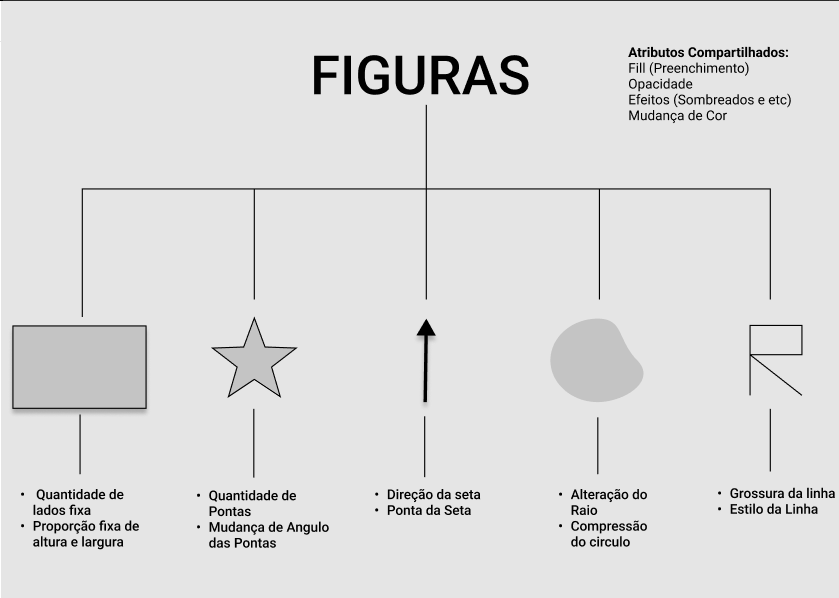 FIGURAS
Atributos Compartilhados:
Fill (Preenchimento)
Opacidade
Efeitos (Sombreados e etc)
Mudança de Cor
• Quantidade de
lados fixa
• Proporção fixa de
altura e largura
• Quantidade de
Pontas
• Mudança de Angulo
das Pontas
• Direção da seta
• Ponta da Seta
• Alteração do
Raio
• Compressão
do circulo
• Grossura da linha
• Estilo da Linha